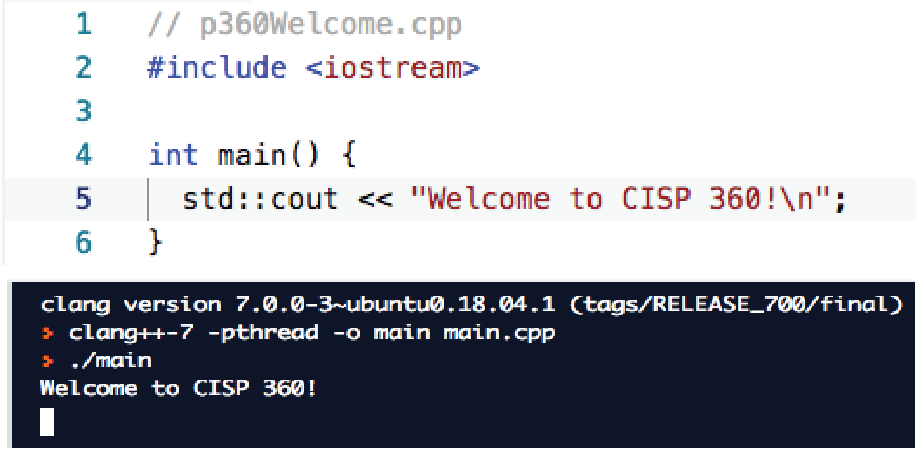 1 // p360Welcome.cpp
2 #include <iostream>
3
4 int main() {
5 std::cout << "Welcome to CISP 360!\n";
6 }
clang version 7.0.0-3~ubuntu0.18.04.1 (tags/RELEASE_700/final)
> clang++-7 -pthread -o main main.cpp
> ./main
Welcome to CISP 360!